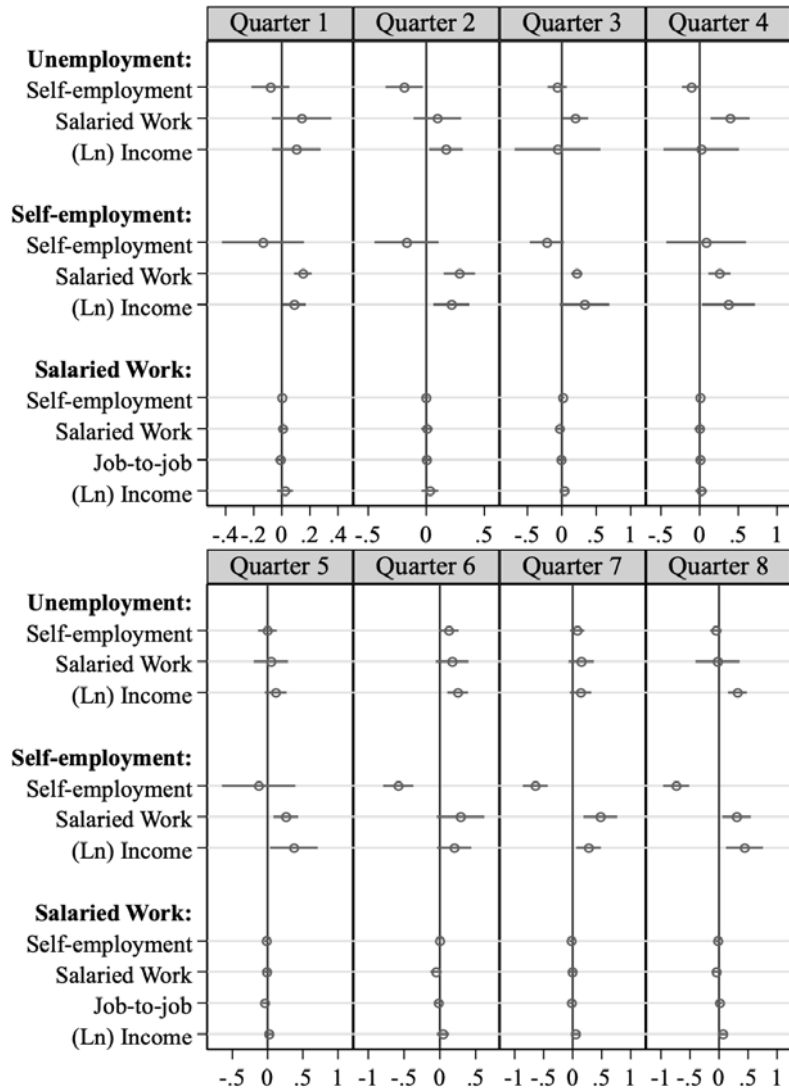 Quarter 1 Quarter 2 Quarter 3 Quarter 4
Unemployment:
Self-employment
Salaried Work
(Ln) Income
Self-employment:
Self-employment
Salaried Work
(Ln) Income
Salaried Work:
Self-employment
Salaried Work
Job-to-job
(Ln) Income
-.4 -.2 0 .2 .4 -.5 0 .5 -.5 0 .5 1 -.5 0 .5 1
Quarter 5 Quarter 6 Quarter 7 Quarter 8
Unemployment:
Self-employment
Salaried Work
(Ln) Income
Self-employment:
Self-employment
Salaried Work
(Ln) Income
Salaried Work:
Self-employment
Salaried Work
Job-to-job
(Ln) Income
-.5 0 .5 1 -1 -.5 0 .5 -1 -.5 0 .5 1 -1 -.5 0 .5 1